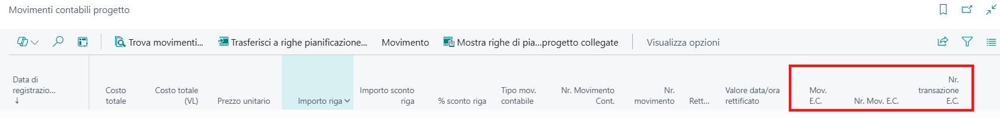 Movimenti contabili progetto
Trova movimenti... Trasferisci a righe pianificazione... Movimento Mostra righe di pia...progetto collegate Visualizza opzioni
Data di
registrazio...
Costo
totale
Costo totale
(VL)
Prezzo unitario
Importo riga
Importo sconto
riga
% sconto riga
Tipo mov.
contabile
Nr. Movimento
Cont.
Nr.
movimento
Rett...
Valore data/ora
rettificato
Mov.
E.C.
Nr. Mov. E.C.
Nr.
transazione
E.C.